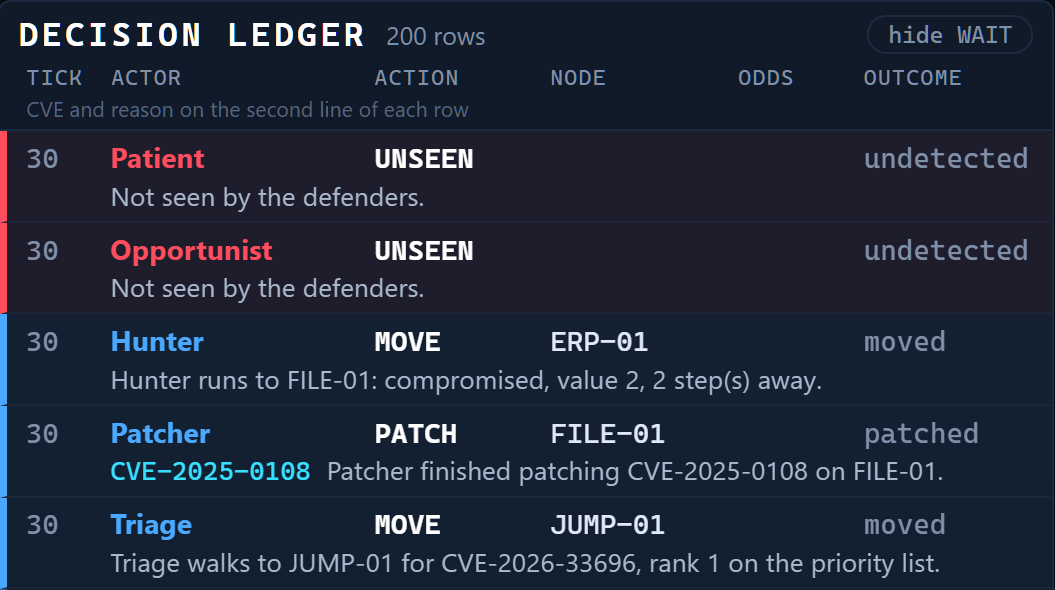 DECISION LEDGER 200 rows hide WAIT
TICK ACTOR ACTION NODE ODDS OUTCOME
CVE and reason on the second line of each row
30 Patient UNSEEN undetected
Not seen by the defenders.
30 Opportunist UNSEEN undetected
Not seen by the defenders.
30 Hunter MOVE ERP-01 moved
Hunter runs to FILE-01: compromised, value 2, 2 step(s) away.
30 Patcher PATCH FILE-01 patched
CVE-2025-0108 Patcher finished patching CVE-2025-0108 on FILE-01.
30 Triage MOVE JUMP-01 moved
Triage walks to JUMP-01 for CVE-2026-33696, rank 1 on the priority list.